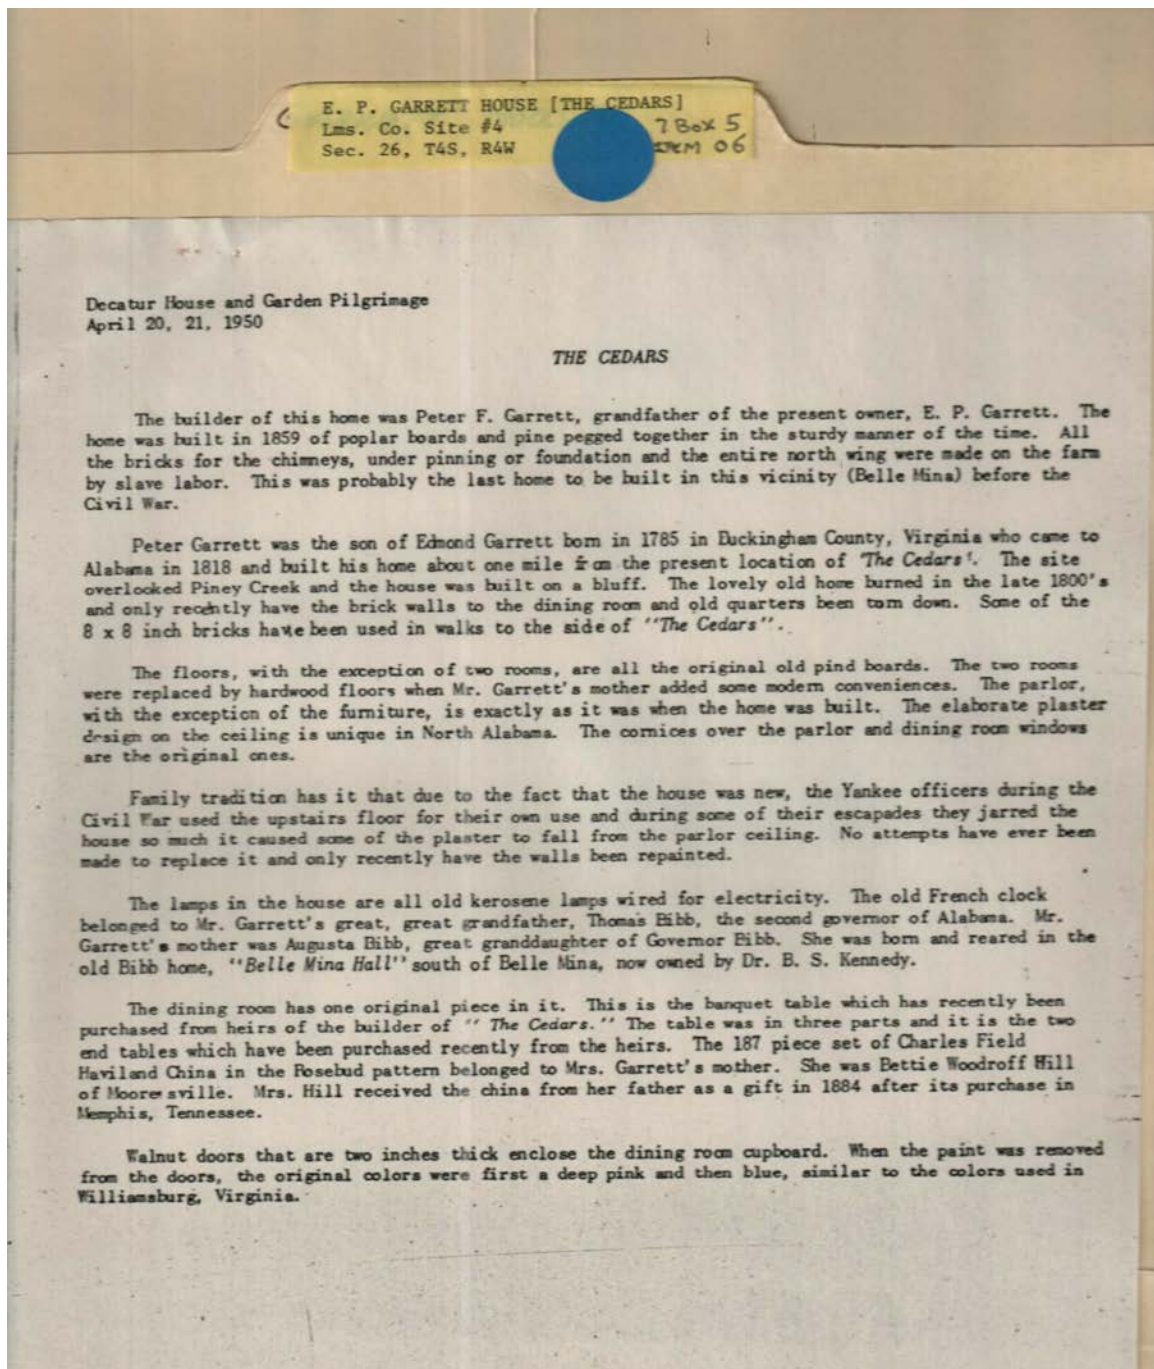 E. P. GARRETT HOUSE [THE CEDARS]
Lms. Co. Site #4 7 Box 5
Sec. 26, T4S, R4W ITEM 06
Decatur House and Garden Pilgrimage
April 20, 21, 1950
THE CEDARS
The builder of this home was Peter F. Garrett, grandfather of the present owner, E. P. Garrett. The
home was built in 1859 of poplar boards and pine pegged together in the sturdy manner of the time. All
the bricks for the chimneys, under pinning or foundation and the entire north wing were made on the farm
by slave labor. This was probably the last home to be built in this vicinity (Belle Mina) before the
Civil War.
Peter Garrett was the son of Edmond Garrett born in 1785 in Buckingham County, Virginia who came to
Alabama in 1818 and built his home about one mile from the present location of 'The Cedars'. The site
overlooked Piney Creek and the house was built on a bluff. The lovely old home burned in the late 1800's
and only recently have the brick walls to the dining room and old quarters been torn down. Some of the
8 x 8 inch bricks have been used in walks to the side of ''The Cedars''.
The floors, with the exception of two rooms, are all the original old pind boards. The two rooms
were replaced by hardwood floors when Mr. Garrett's mother added some modern conveniences. The parlor,
with the exception of the furniture, is exactly as it was when the home was built. The elaborate plaster
design on the ceiling is unique in North Alabama. The cornices over the parlor and dining room windows
are the original ones.
Family tradition has it that due to the fact that the house was new, the Yankee officers during the
Civil War used the upstairs floor for their own use and during some of their escapades they jarred the
house so much it caused some of the plaster to fall from the parlor ceiling. No attempts have ever been
made to replace it and only recently have the walls been repainted.
The lamps in the house are all old kerosene lamps wired for electricity. The old French clock
belonged to Mr. Garrett's great, great grandfather, Thomas Bibb, the second governor of Alabama. Mr.
Garrett's mother was Augusta Bibb, great granddaughter of Governor Bibb. She was born and reared in the
old Bibb home, ''Belle Mina Hall'' south of Belle Mina, now owned by Dr. B. S. Kennedy.
The dining room has one original piece in it. This is the banquet table which has recently been
purchased from heirs of the builder of '' The Cedars.'' The table was in three parts and it is the two
end tables which have been purchased recently from the heirs. The 187 piece set of Charles Field
Haviland China in the Rosebud pattern belonged to Mrs. Garrett's mother. She was Bettie Woodroff Hill
of Mooresville. Mrs. Hill received the china from her father as a gift in 1884 after its purchase in
Memphis, Tennessee.
Walnut doors that are two inches thick enclose the dining room cupboard. When the paint was removed
from the doors, the original colors were first a deep pink and then blue, similar to the colors used in
Williamsburg, Virginia.